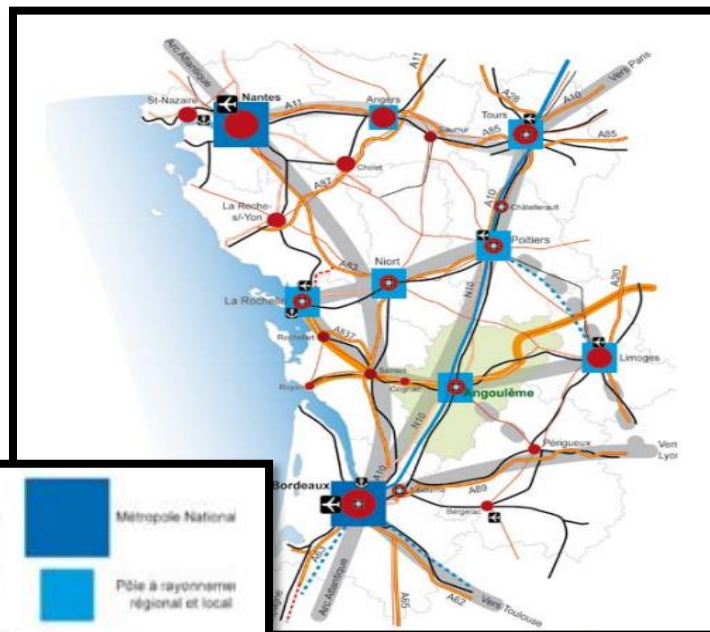 Arc Atlantique
A11
Vers Paris
St-Nazaire
Nantes
A11
Angers
A28
A10
Tours
Saumur
A85
A85
Cholet
A87
A10
Châtellerault
La Roche-
s/-Yon
Poitiers
A83
Niort
N10
A20
La Rochelle
A837
Rochefort
Limoges
Saintes
Royan
Cognac
Angoulême
N10
Périgueux
Vers
Lyon
A10
Bordeaux
Libourne
A89
Bergerac
A63
Arc Atlantique
A65
A62
Vers Toulouse
Métropole National
Pôle à rayonnemer
régional et local